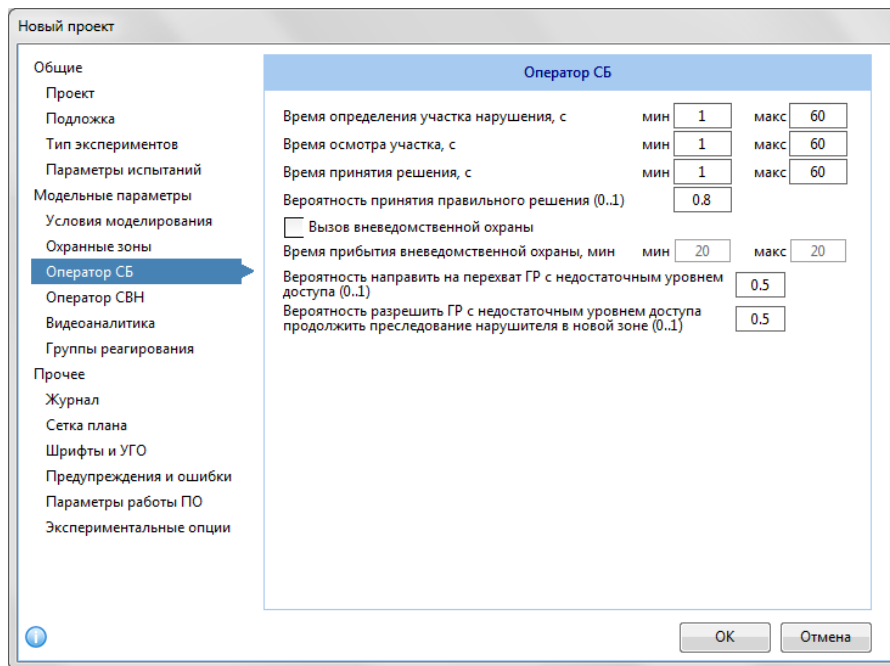 Новый проект
Общие
Проект
Подложка
Тип экспериментов
Параметры испытаний
Модельные параметры
Условия моделирования
Охранные зоны
Оператор СБ
Оператор СВН
Видеоаналитика
Группы реагирования
Прочее
Журнал
Сетка плана
Шрифты и УГО
Предупреждения и ошибки
Параметры работы ПО
Экспериментальные опции
Оператор СБ
Время определения участка нарушения, с мин 1 макс 60
Время осмотра участка, с мин 1 макс 60
Время принятия решения, с мин 1 макс 60
Вероятность принятия правильного решения (0..1) 0.8
Вызов вневедомственной охраны
Время прибытия вневедомственной охраны, мин мин 20 макс 20
Вероятность направить на перехват ГР с недостаточным уровнем
доступа (0..1) 0.5
Вероятность разрешить ГР с недостаточным уровнем доступа
продолжить преследование нарушителя в новой зоне (0..1) 0.5
ОК
Отмена